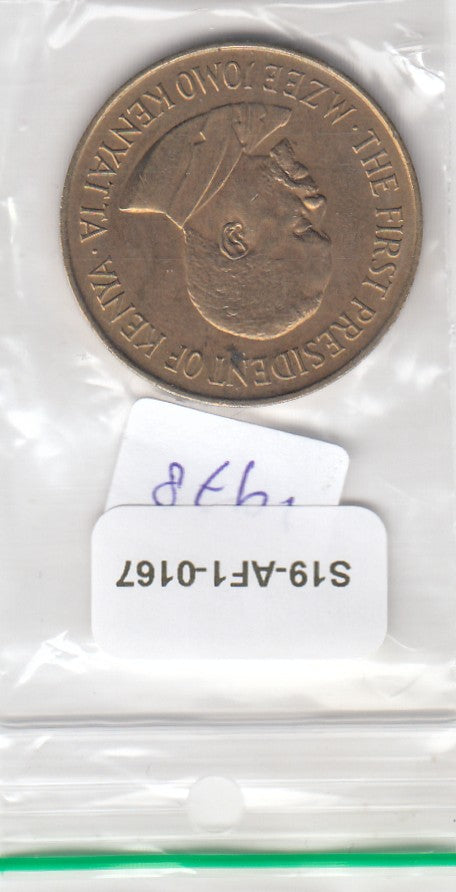 S19-AF1-0167
1978
MZEE JOMO KENYATTA · THE FIRST PRESIDENT OF KENYA ·